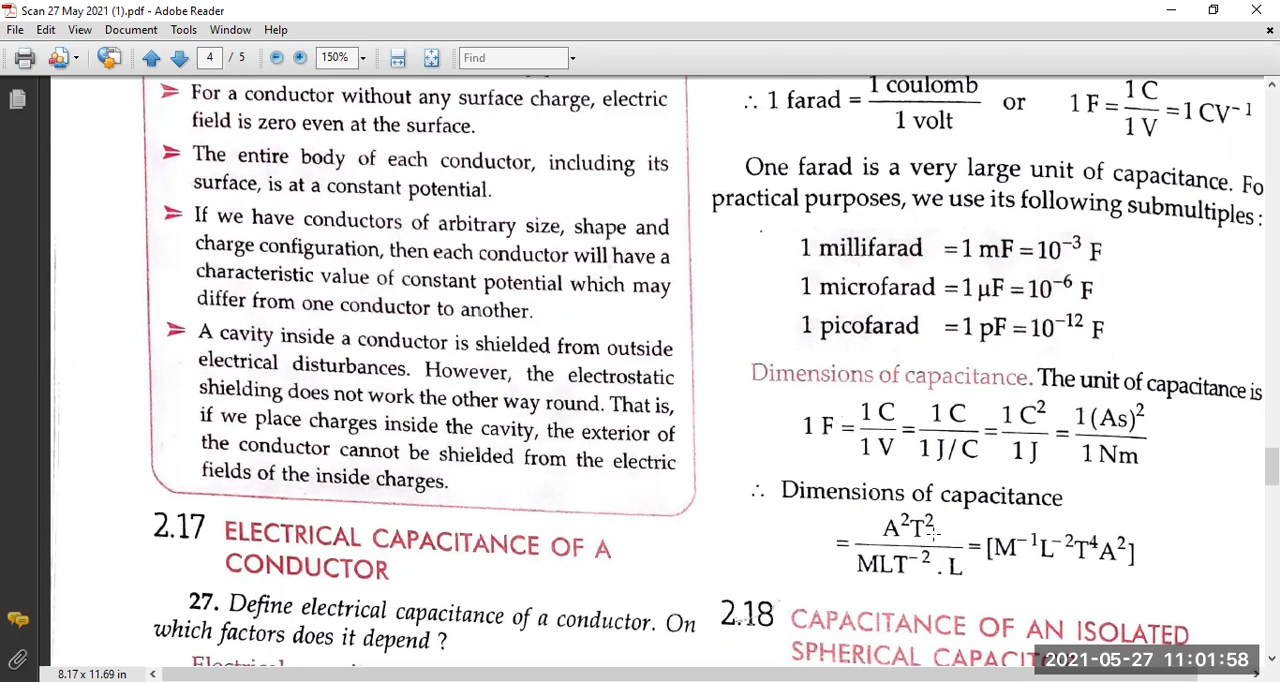 Scan 27 May 2021 (1).pdf - Adobe Reader
File Edit View Document Tools Window Help
4 / 5 150% Find
For a conductor without any surface charge, electric
field is zero even at the surface.
The entire body of each conductor, including its
surface, is at a constant potential.
If we have conductors of arbitrary size, shape and
charge configuration, then each conductor will have a
characteristic value of constant potential which may
differ from one conductor to another.
A cavity inside a conductor is shielded from outside
electrical disturbances. However, the electrostatic
shielding does not work the other way round. That is,
if we place charges inside the cavity, the exterior of
the conductor cannot be shielded from the electric
fields of the inside charges.
2.17 ELECTRICAL CAPACITANCE OF A
CONDUCTOR
27. Define electrical capacitance of a conductor. On
which factors does it depend ?
∴ 1 farad = 1 coulomb / 1 volt or 1 F = 1 C / 1 V = 1 CV⁻¹
One farad is a very large unit of capacitance. Fo
practical purposes, we use its following submultiples :
1 millifarad = 1 mF = 10⁻³ F
1 microfarad = 1 µF = 10⁻⁶ F
1 picofarad = 1 pF = 10⁻¹² F
Dimensions of capacitance. The unit of capacitance is
1 F = 1 C / 1 V = 1 C / 1 J/C = 1 C² / 1 J = 1 (As)² / 1 Nm
∴ Dimensions of capacitance
= A²T² / MLT⁻² . L = [M⁻¹L⁻²T⁴A²]
2.18 CAPACITANCE OF AN ISOLATED
SPHERICAL
2021-05-27 11:01:58
8.17 x 11.69 in